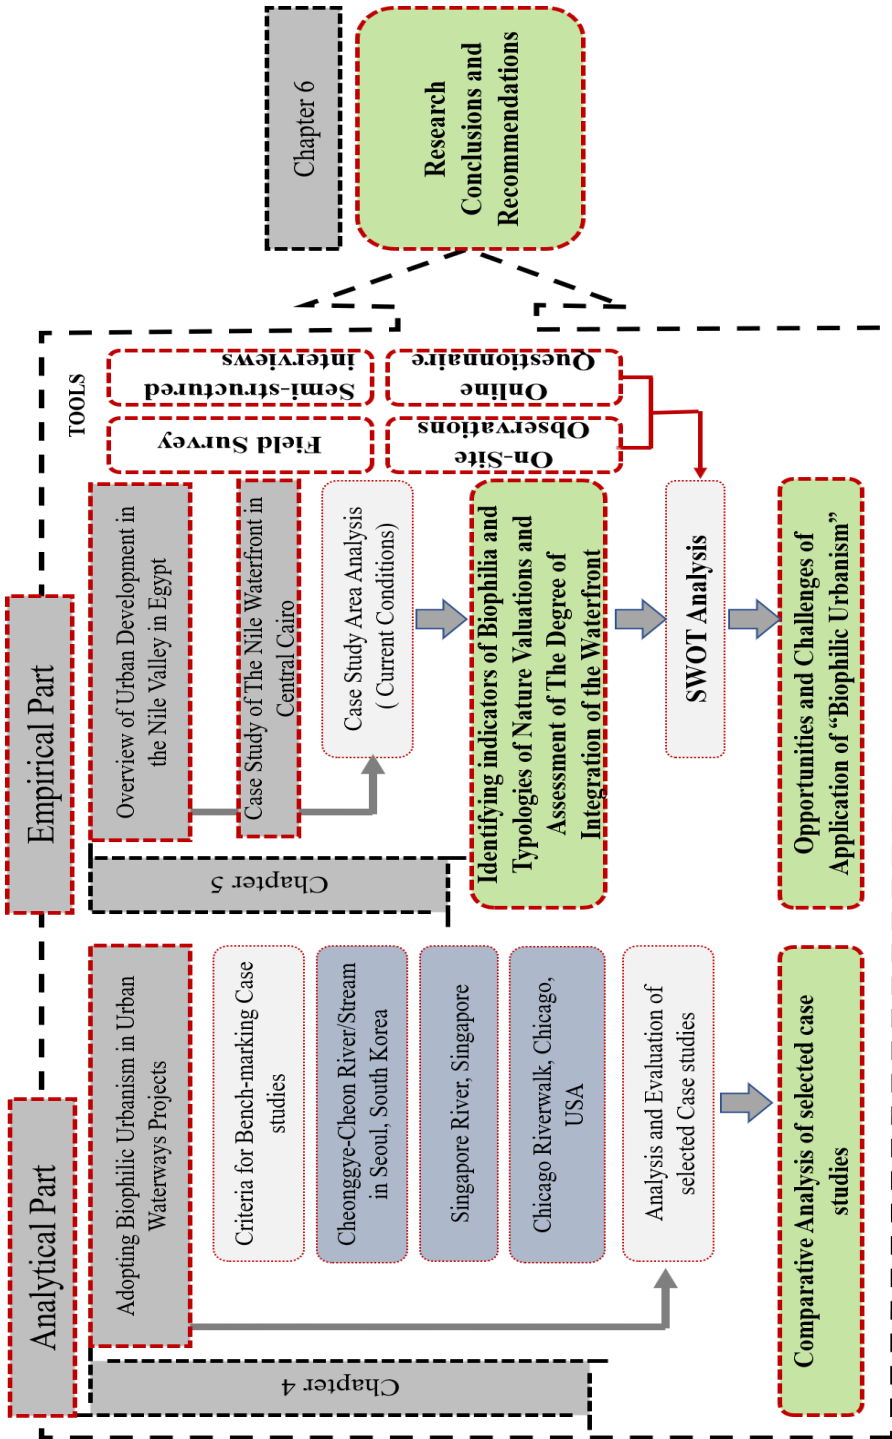 Analytical Part
Chapter 4
Adopting Biophilic Urbanism in Urban
Waterways Projects
Criteria for Bench-marking Case
studies
Cheonggye-Cheon River/Stream
in Seoul, South Korea
Singapore River, Singapore
Chicago Riverwalk, Chicago,
USA
Analysis and Evaluation of
selected Case studies
Comparative Analysis of selected case
studies
Empirical Part
Chapter 5
Overview of Urban Development in
the Nile Valley in Egypt
Case Study of The Nile Waterfront in
Central Cairo
Case Study Area Analysis
( Current Conditions)
Identifying indicators of Biophilia and
Typologies of Nature Valuations and
Assessment of The Degree of
Integration of the Waterfront
SWOT Analysis
Opportunities and Challenges of
Application of “Biophilic Urbanism”
TOOLS
Field Survey
Semi-structured
interviews
On-Site
Observations
Online
Questionnaire
Chapter 6
Research
Conclusions and
Recommendations